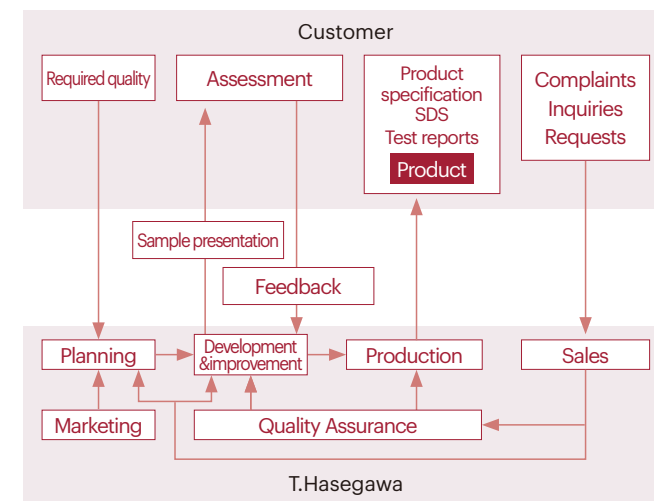 Customer
Required quality
Assessment
Product
specification
SDS
Test reports
Product
Complaints
Inquiries
Requests
Sample presentation
Feedback
Planning
Development
&improvement
Production
Sales
Marketing
Quality Assurance
T.Hasegawa